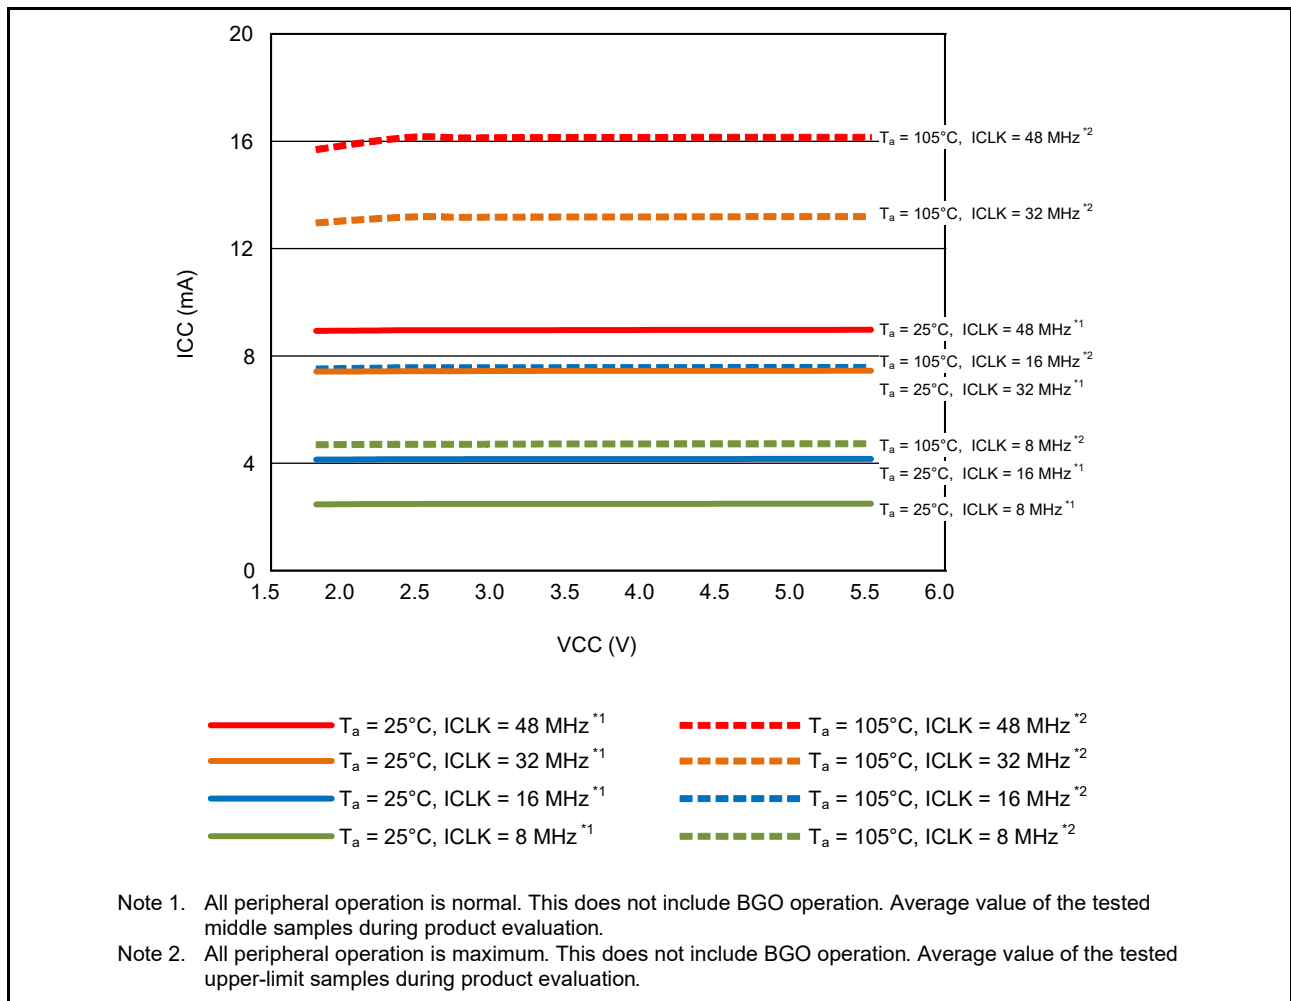 20
16
12
8
4
0
ICC (mA)
1.5 2.0 2.5 3.0 3.5 4.0 4.5 5.0 5.5 6.0
VCC (V)
Ta = 105°C, ICLK = 48 MHz *2
Ta = 105°C, ICLK = 32 MHz *2
Ta = 25°C, ICLK = 48 MHz *1
Ta = 105°C, ICLK = 16 MHz *2
Ta = 25°C, ICLK = 32 MHz *1
Ta = 105°C, ICLK = 8 MHz *2
Ta = 25°C, ICLK = 16 MHz *1
Ta = 25°C, ICLK = 8 MHz *1
Ta = 25°C, ICLK = 48 MHz *1
Ta = 105°C, ICLK = 48 MHz *2
Ta = 25°C, ICLK = 32 MHz *1
Ta = 105°C, ICLK = 32 MHz *2
Ta = 25°C, ICLK = 16 MHz *1
Ta = 105°C, ICLK = 16 MHz *2
Ta = 25°C, ICLK = 8 MHz *1
Ta = 105°C, ICLK = 8 MHz *2
Note 1. All peripheral operation is normal. This does not include BGO operation. Average value of the tested
middle samples during product evaluation.
Note 2. All peripheral operation is maximum. This does not include BGO operation. Average value of the tested
upper-limit samples during product evaluation.